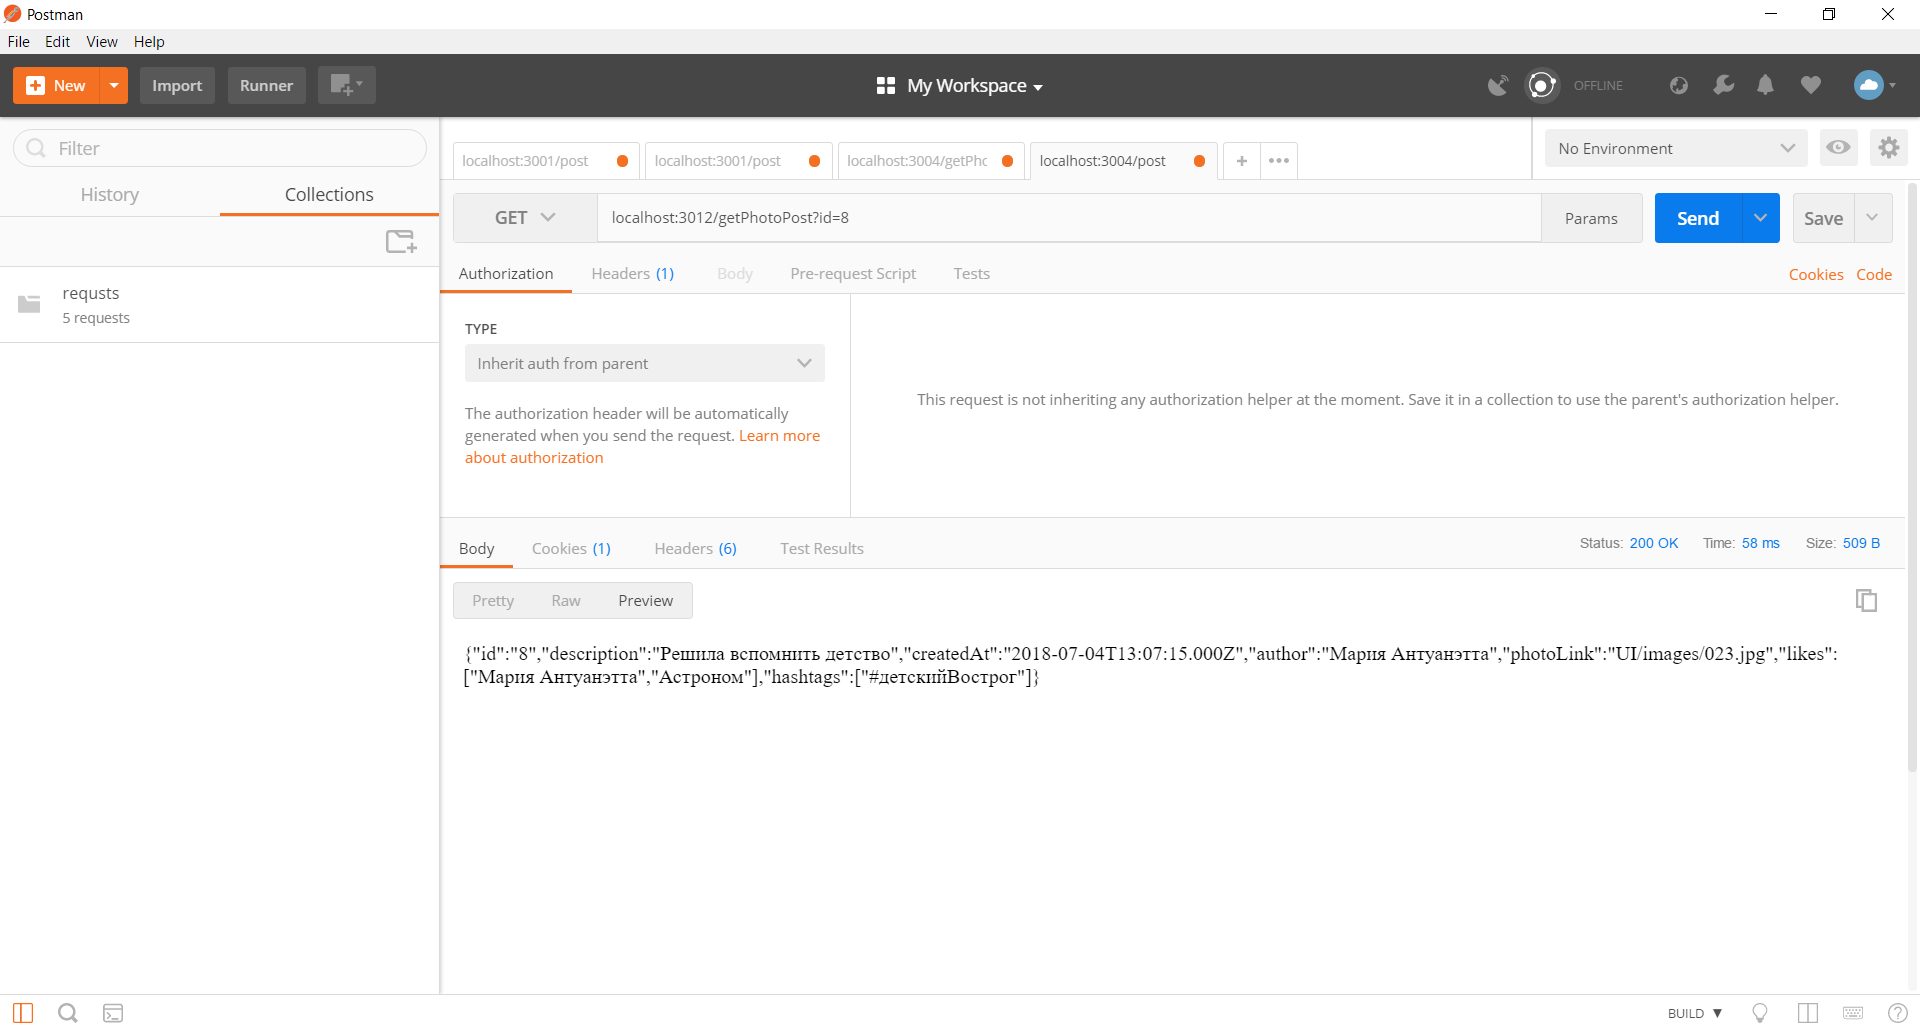 Postman
File Edit View Help
New Import Runner My Workspace OFFLINE
Filter
History Collections
requsts
5 requests
localhost:3001/post localhost:3001/post localhost:3004/getPhc localhost:3004/post + •••
No Environment
GET localhost:3012/getPhotoPost?id=8 Params Send Save
Authorization Headers (1) Body Pre-request Script Tests Cookies Code
TYPE
Inherit auth from parent
The authorization header will be automatically
generated when you send the request. Learn more
about authorization
This request is not inheriting any authorization helper at the moment. Save it in a collection to use the parent's authorization helper.
Body Cookies (1) Headers (6) Test Results Status: 200 OK Time: 58 ms Size: 509 B
Pretty Raw Preview
{"id":"8","description":"Решила вспомнить детство","createdAt":"2018-07-04T13:07:15.000Z","author":"Мария Антуанэтта","photoLink":"UI/images/023.jpg","likes":
["Мария Антуанэтта","Астроном"],"hashtags":["#детскийВострог"]}
BUILD ▼